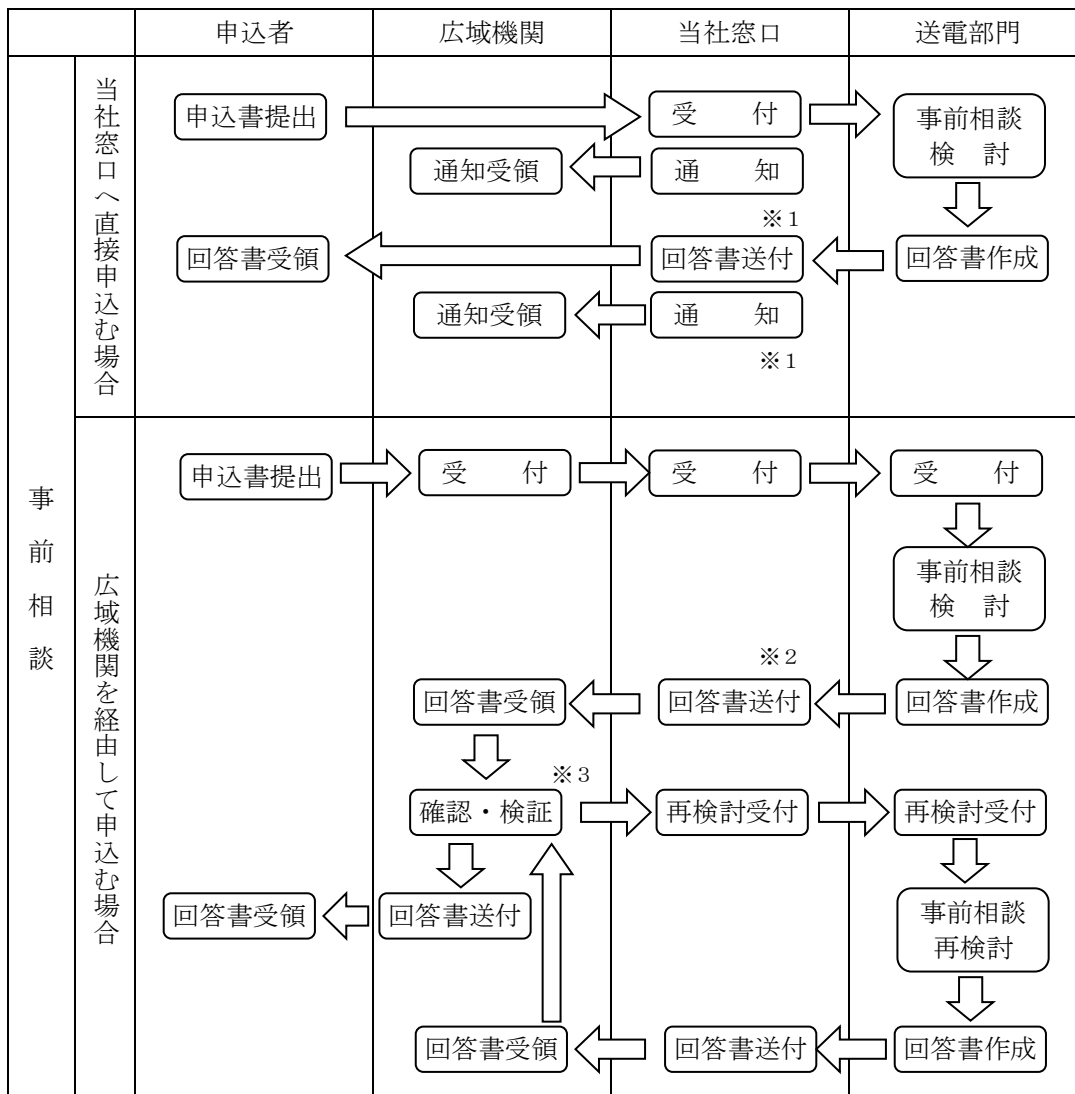 申込者 広域機関 当社窓口 送電部門
事前相談
当社窓口へ直接申込む場合
申込書提出 受 付 事前相談
検 討
通知受領 通 知
※1
回答書受領 回答書送付 回答書作成
通知受領 通 知
※1
広域機関を経由して申込む場合
申込書提出 受 付 受 付 受 付
事前相談
検 討
※2
回答書受領 回答書送付 回答書作成
※3
確認・検証 再検討受付 再検討受付
回答書受領 回答書送付 事前相談
再検討
回答書受領 回答書送付 回答書作成